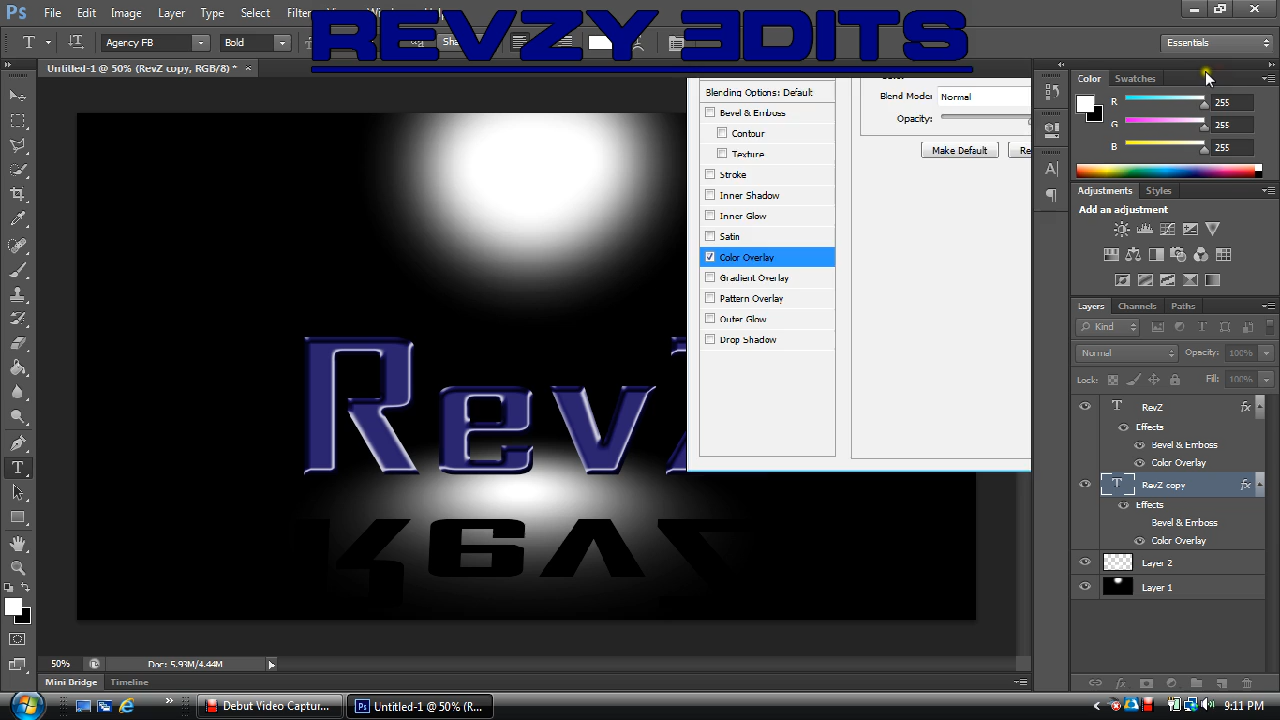 REVZY 3DITS
Ps File Edit Image Layer Type Select Filter
T Agency FB Bold Essentials
Untitled-1 @ 50% (RevZ copy, RGB/8) * ×
Color Swatches
R 255
G 255
B 255
Adjustments Styles
Add an adjustment
Blending Options: Default
Bevel & Emboss
Contour
Texture
Stroke
Inner Shadow
Inner Glow
Satin
Color Overlay
Gradient Overlay
Pattern Overlay
Outer Glow
Drop Shadow
Blend Mode: Normal
Opacity:
Make Default
RevZ
Layers Channels Paths
Kind
Normal Opacity: 100%
Lock: Fill: 100%
T RevZ fx
Effects
Bevel & Emboss
Color Overlay
T RevZ copy fx
Effects
Bevel & Emboss
Color Overlay
Layer 2
Layer 1
50% Doc: 5.93M/4.44M
Mini Bridge Timeline
Debut Video Captur... Ps Untitled-1 @ 50% (R... 9:11 PM